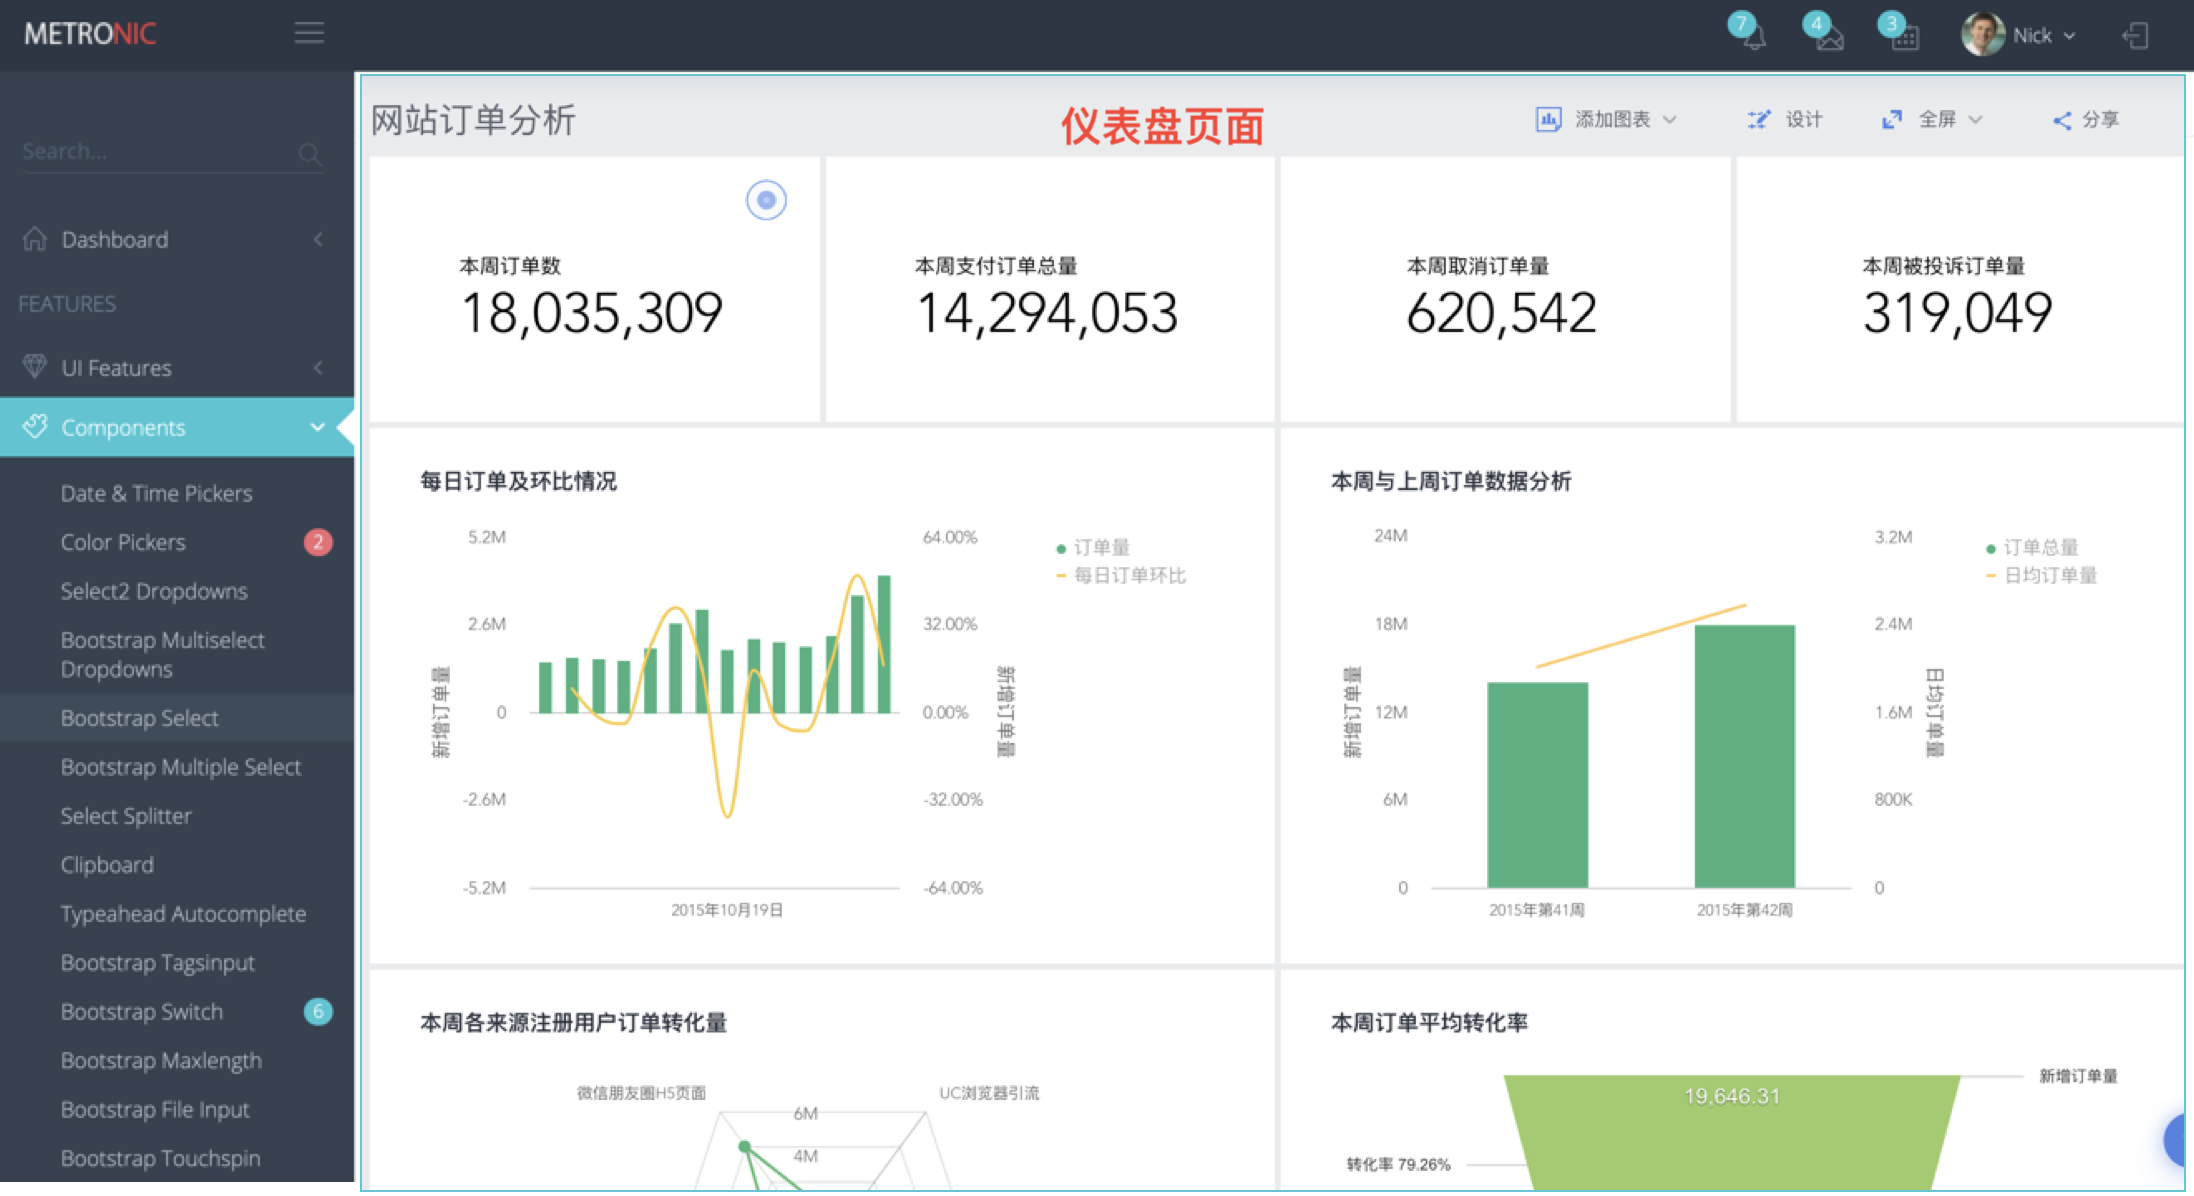 METRONIC
7
4
3
Nick
Search...
Dashboard
FEATURES
UI Features
Components
Date & Time Pickers
Color Pickers
2
Select2 Dropdowns
Bootstrap Multiselect
Dropdowns
Bootstrap Select
Bootstrap Multiple Select
Select Splitter
Clipboard
Typeahead Autocomplete
Bootstrap Tagsinput
Bootstrap Switch
6
Bootstrap Maxlength
Bootstrap File Input
Bootstrap Touchspin
网站订单分析
仪表盘页面
添加图表
设计
全屏
分享
本周订单数
18,035,309
本周支付订单总量
14,294,053
本周取消订单量
620,542
本周被投诉订单量
319,049
每日订单及环比情况
5.2M
2.6M
0
-2.6M
-5.2M
新增订单量
64.00%
32.00%
0.00%
-32.00%
-64.00%
新增订单量
2015年10月19日
订单量
每日订单环比
本周与上周订单数据分析
24M
18M
12M
6M
0
新增订单量
3.2M
2.4M
1.6M
800K
0
日均订单量
2015年第41周
2015年第42周
订单总量
日均订单量
本周各来源注册用户订单转化量
微信朋友圈H5页面
UC浏览器引流
6M
4M
本周订单平均转化率
19,646.31
新增订单量
转化率 79.26%